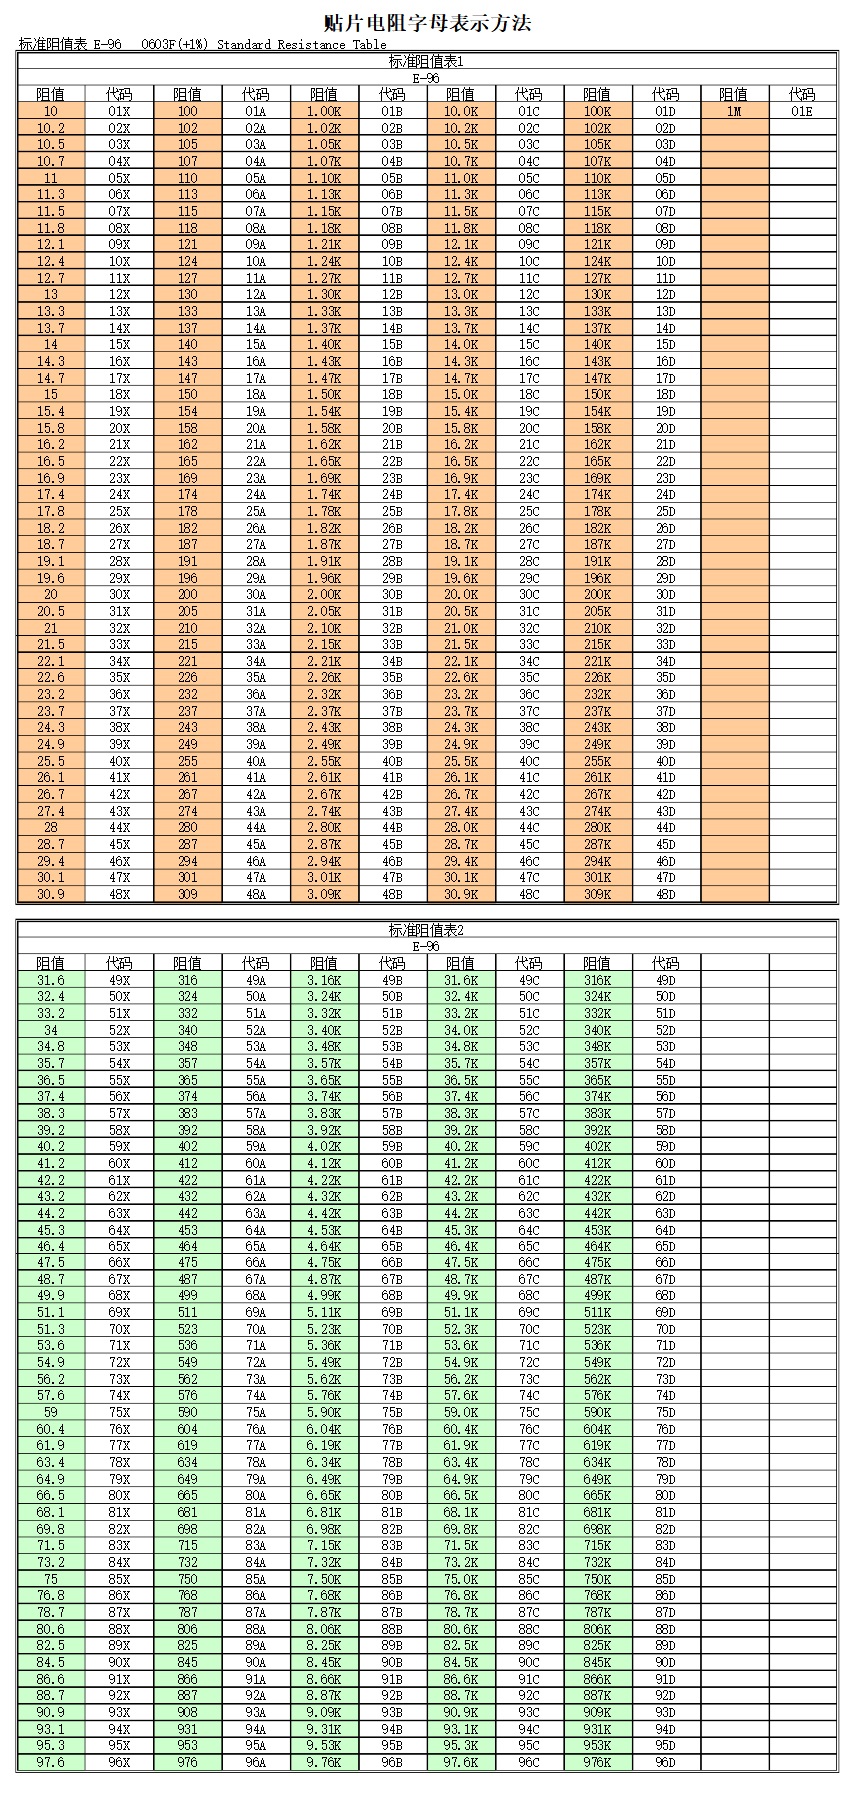 贴片电阻字母表示方法
标准阻值表 E-96 0603F(+1%) Standard Resistance Table
标准阻值表1
E-96
阻值 代码 阻值 代码 阻值 代码 阻值 代码 阻值 代码 阻值 代码
10 01X 100 01A 1.00K 01B 10.0K 01C 100K 01D 1M 01E
10.2 02X 102 02A 1.02K 02B 10.2K 02C 102K 02D
10.5 03X 105 03A 1.05K 03B 10.5K 03C 105K 03D
10.7 04X 107 04A 1.07K 04B 10.7K 04C 107K 04D
11 05X 110 05A 1.10K 05B 11.0K 05C 110K 05D
11.3 06X 113 06A 1.13K 06B 11.3K 06C 113K 06D
11.5 07X 115 07A 1.15K 07B 11.5K 07C 115K 07D
11.8 08X 118 08A 1.18K 08B 11.8K 08C 118K 08D
12.1 09X 121 09A 1.21K 09B 12.1K 09C 121K 09D
12.4 10X 124 10A 1.24K 10B 12.4K 10C 124K 10D
12.7 11X 127 11A 1.27K 11B 12.7K 11C 127K 11D
13 12X 130 12A 1.30K 12B 13.0K 12C 130K 12D
13.3 13X 133 13A 1.33K 13B 13.3K 13C 133K 13D
13.7 14X 137 14A 1.37K 14B 13.7K 14C 137K 14D
14 15X 140 15A 1.40K 15B 14.0K 15C 140K 15D
14.3 16X 143 16A 1.43K 16B 14.3K 16C 143K 16D
14.7 17X 147 17A 1.47K 17B 14.7K 17C 147K 17D
15 18X 150 18A 1.50K 18B 15.0K 18C 150K 18D
15.4 19X 154 19A 1.54K 19B 15.4K 19C 154K 19D
15.8 20X 158 20A 1.58K 20B 15.8K 20C 158K 20D
16.2 21X 162 21A 1.62K 21B 16.2K 21C 162K 21D
16.5 22X 165 22A 1.65K 22B 16.5K 22C 165K 22D
16.9 23X 169 23A 1.69K 23B 16.9K 23C 169K 23D
17.4 24X 174 24A 1.74K 24B 17.4K 24C 174K 24D
17.8 25X 178 25A 1.78K 25B 17.8K 25C 178K 25D
18.2 26X 182 26A 1.82K 26B 18.2K 26C 182K 26D
18.7 27X 187 27A 1.87K 27B 18.7K 27C 187K 27D
19.1 28X 191 28A 1.91K 28B 19.1K 28C 191K 28D
19.6 29X 196 29A 1.96K 29B 19.6K 29C 196K 29D
20 30X 200 30A 2.00K 30B 20.0K 30C 200K 30D
20.5 31X 205 31A 2.05K 31B 20.5K 31C 205K 31D
21 32X 210 32A 2.10K 32B 21.0K 32C 210K 32D
21.5 33X 215 33A 2.15K 33B 21.5K 33C 215K 33D
22.1 34X 221 34A 2.21K 34B 22.1K 34C 221K 34D
22.6 35X 226 35A 2.26K 35B 22.6K 35C 226K 35D
23.2 36X 232 36A 2.32K 36B 23.2K 36C 232K 36D
23.7 37X 237 37A 2.37K 37B 23.7K 37C 237K 37D
24.3 38X 243 38A 2.43K 38B 24.3K 38C 243K 38D
24.9 39X 249 39A 2.49K 39B 24.9K 39C 249K 39D
25.5 40X 255 40A 2.55K 40B 25.5K 40C 255K 40D
26.1 41X 261 41A 2.61K 41B 26.1K 41C 261K 41D
26.7 42X 267 42A 2.67K 42B 26.7K 42C 267K 42D
27.4 43X 274 43A 2.74K 43B 27.4K 43C 274K 43D
28 44X 280 44A 2.80K 44B 28.0K 44C 280K 44D
28.7 45X 287 45A 2.87K 45B 28.7K 45C 287K 45D
29.4 46X 294 46A 2.94K 46B 29.4K 46C 294K 46D
30.1 47X 301 47A 3.01K 47B 30.1K 47C 301K 47D
30.9 48X 309 48A 3.09K 48B 30.9K 48C 309K 48D
标准阻值表2
E-96
阻值 代码 阻值 代码 阻值 代码 阻值 代码 阻值 代码
31.6 49X 316 49A 3.16K 49B 31.6K 49C 316K 49D
32.4 50X 324 50A 3.24K 50B 32.4K 50C 324K 50D
33.2 51X 332 51A 3.32K 51B 33.2K 51C 332K 51D
34 52X 340 52A 3.40K 52B 34.0K 52C 340K 52D
34.8 53X 348 53A 3.48K 53B 34.8K 53C 348K 53D
35.7 54X 357 54A 3.57K 54B 35.7K 54C 357K 54D
36.5 55X 365 55A 3.65K 55B 36.5K 55C 365K 55D
37.4 56X 374 56A 3.74K 56B 37.4K 56C 374K 56D
38.3 57X 383 57A 3.83K 57B 38.3K 57C 383K 57D
39.2 58X 392 58A 3.92K 58B 39.2K 58C 392K 58D
40.2 59X 402 59A 4.02K 59B 40.2K 59C 402K 59D
41.2 60X 412 60A 4.12K 60B 41.2K 60C 412K 60D
42.2 61X 422 61A 4.22K 61B 42.2K 61C 422K 61D
43.2 62X 432 62A 4.32K 62B 43.2K 62C 432K 62D
44.2 63X 442 63A 4.42K 63B 44.2K 63C 442K 63D
45.3 64X 453 64A 4.53K 64B 45.3K 64C 453K 64D
46.4 65X 464 65A 4.64K 65B 46.4K 65C 464K 65D
47.5 66X 475 66A 4.75K 66B 47.5K 66C 475K 66D
48.7 67X 487 67A 4.87K 67B 48.7K 67C 487K 67D
49.9 68X 499 68A 4.99K 68B 49.9K 68C 499K 68D
51.1 69X 511 69A 5.11K 69B 51.1K 69C 511K 69D
51.3 70X 523 70A 5.23K 70B 52.3K 70C 523K 70D
53.6 71X 536 71A 5.36K 71B 53.6K 71C 536K 71D
54.9 72X 549 72A 5.49K 72B 54.9K 72C 549K 72D
56.2 73X 562 73A 5.62K 73B 56.2K 73C 562K 73D
57.6 74X 576 74A 5.76K 74B 57.6K 74C 576K 74D
59 75X 590 75A 5.90K 75B 59.0K 75C 590K 75D
60.4 76X 604 76A 6.04K 76B 60.4K 76C 604K 76D
61.9 77X 619 77A 6.19K 77B 61.9K 77C 619K 77D
63.4 78X 634 78A 6.34K 78B 63.4K 78C 634K 78D
64.9 79X 649 79A 6.49K 79B 64.9K 79C 649K 79D
66.5 80X 665 80A 6.65K 80B 66.5K 80C 665K 80D
68.1 81X 681 81A 6.81K 81B 68.1K 81C 681K 81D
69.8 82X 698 82A 6.98K 82B 69.8K 82C 698K 82D
71.5 83X 715 83A 7.15K 83B 71.5K 83C 715K 83D
73.2 84X 732 84A 7.32K 84B 73.2K 84C 732K 84D
75 85X 750 85A 7.50K 85B 75.0K 85C 750K 85D
76.8 86X 768 86A 7.68K 86B 76.8K 86C 768K 86D
78.7 87X 787 87A 7.87K 87B 78.7K 87C 787K 87D
80.6 88X 806 88A 8.06K 88B 80.6K 88C 806K 88D
82.5 89X 825 89A 8.25K 89B 82.5K 89C 825K 89D
84.5 90X 845 90A 8.45K 90B 84.5K 90C 845K 90D
86.6 91X 866 91A 8.66K 91B 86.6K 91C 866K 91D
88.7 92X 887 92A 8.87K 92B 88.7K 92C 887K 92D
90.9 93X 908 93A 9.09K 93B 90.9K 93C 909K 93D
93.1 94X 931 94A 9.31K 94B 93.1K 94C 931K 94D
95.3 95X 953 95A 9.53K 95B 95.3K 95C 953K 95D
97.6 96X 976 96A 9.76K 96B 97.6K 96C 976K 96D